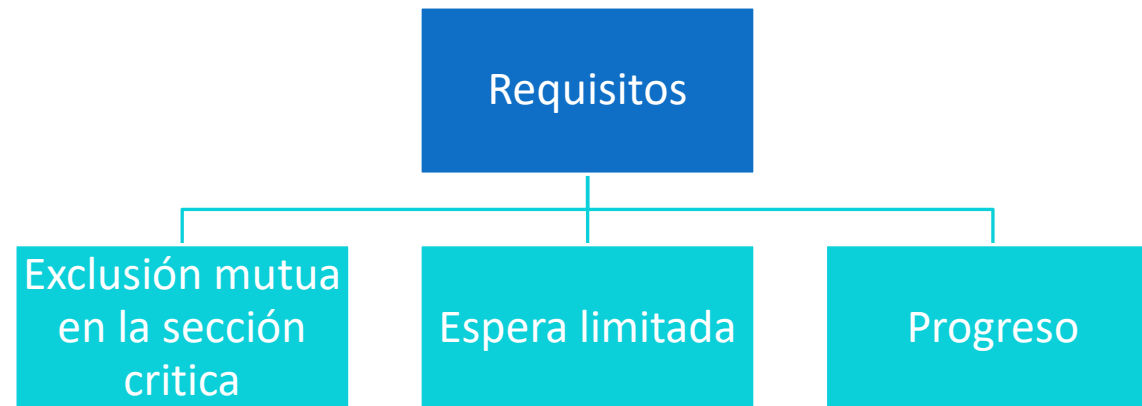 Requisitos
Exclusión mutua
en la sección
critica
Espera limitada
Progreso